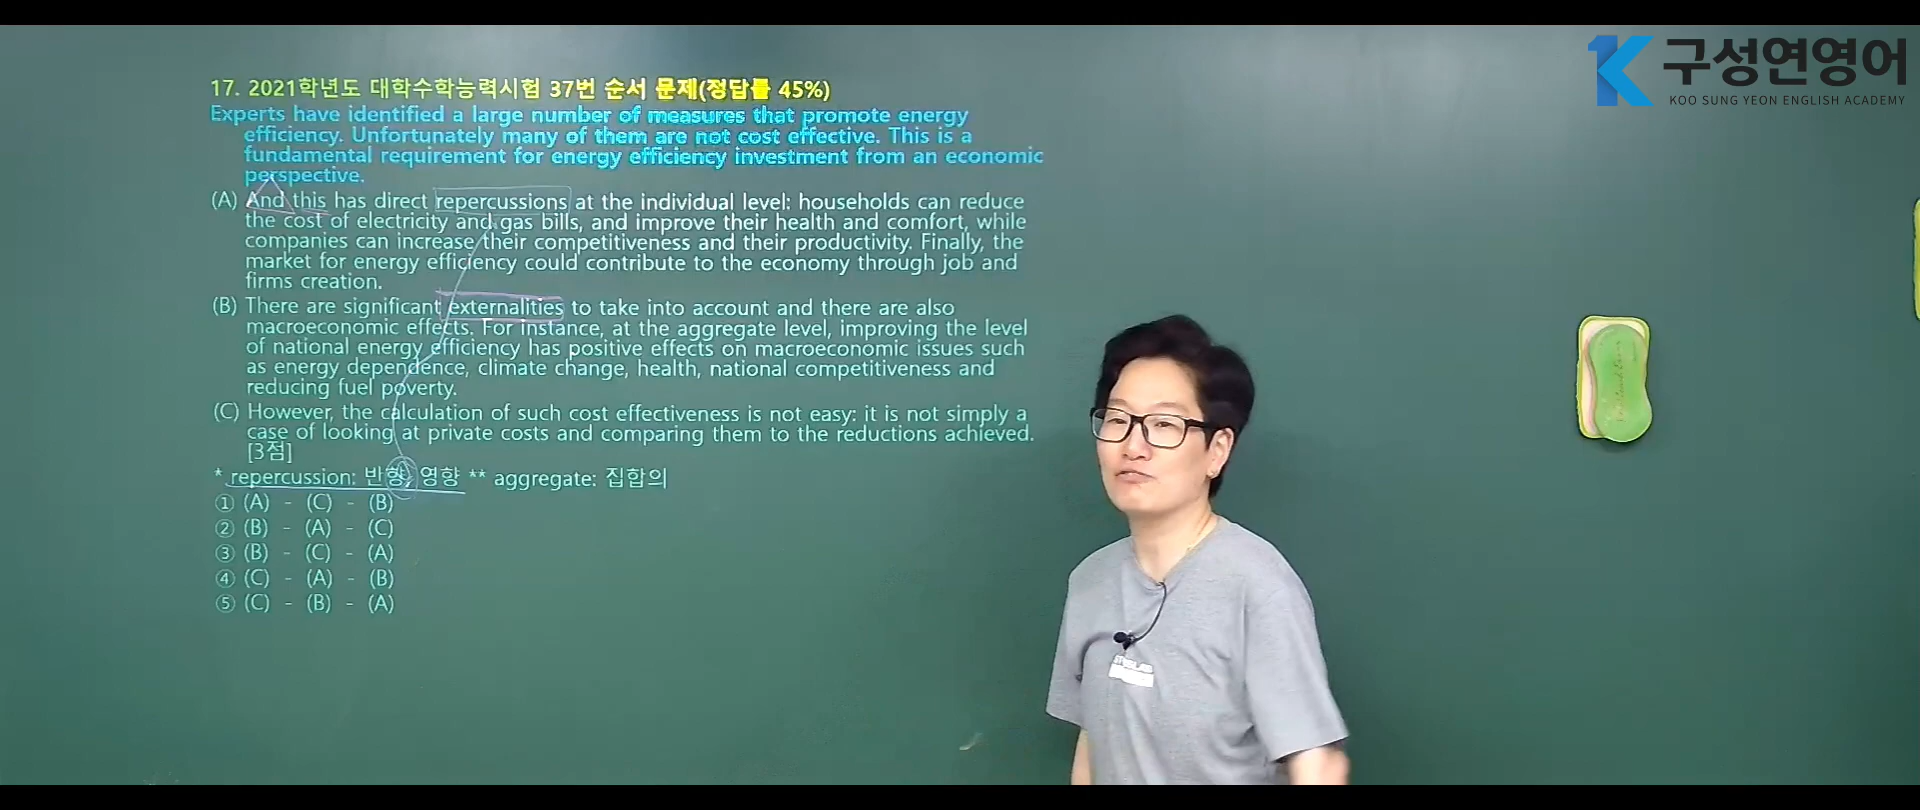 구성연영어
KOO SUNG YEON ENGLISH ACADEMY
17. 2021학년도 대학수학능력시험 37번 순서 문제(정답률 45%)
Experts have identified a large number of measures that promote energy
efficiency. Unfortunately many of them are not cost effective. This is a
fundamental requirement for energy efficiency investment from an economic
perspective.
(A) And this has direct repercussions at the individual level: households can reduce
the cost of electricity and gas bills, and improve their health and comfort, while
companies can increase their competitiveness and their productivity. Finally, the
market for energy efficiency could contribute to the economy through job and
firms creation.
(B) There are significant externalities to take into account and there are also
macroeconomic effects. For instance, at the aggregate level, improving the level
of national energy efficiency has positive effects on macroeconomic issues such
as energy dependence, climate change, health, national competitiveness and
reducing fuel poverty.
(C) However, the calculation of such cost effectiveness is not easy: it is not simply a
case of looking at private costs and comparing them to the reductions achieved.
[3점]
* repercussion: 반향, 영향 ** aggregate: 집합의
① (A) - (C) - (B)
② (B) - (A) - (C)
③ (B) - (C) - (A)
④ (C) - (A) - (B)
⑤ (C) - (B) - (A)